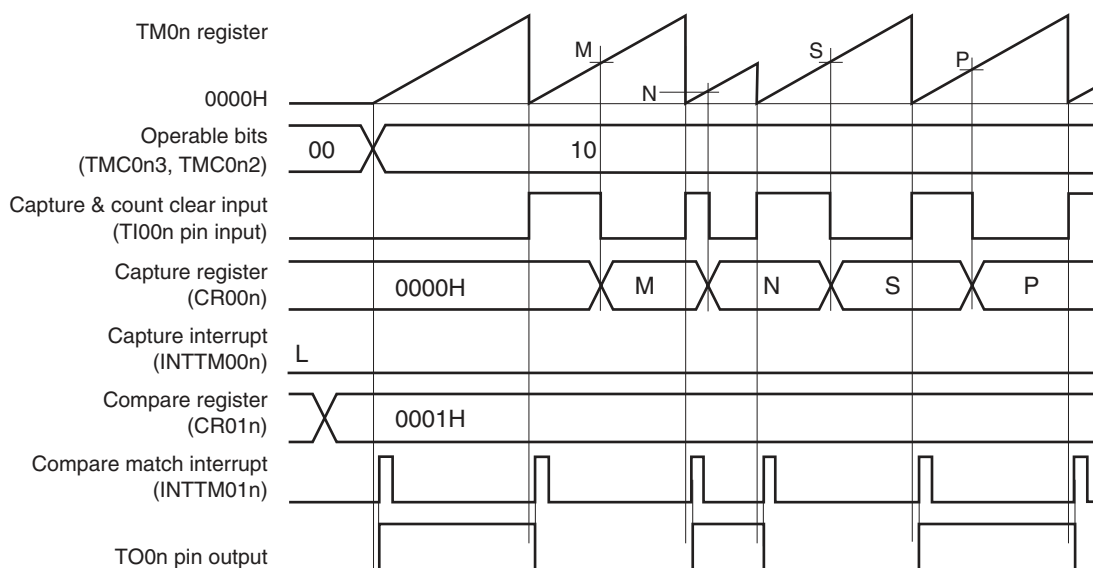 TM0n register
M
S
P
N
0000H
Operable bits
(TMC0n3, TMC0n2)
00
10
Capture & count clear input
(TI00n pin input)
Capture register
(CR00n)
0000H
M
N
S
P
Capture interrupt
(INTTM00n)
L
Compare register
(CR01n)
0001H
Compare match interrupt
(INTTM01n)
TO0n pin output